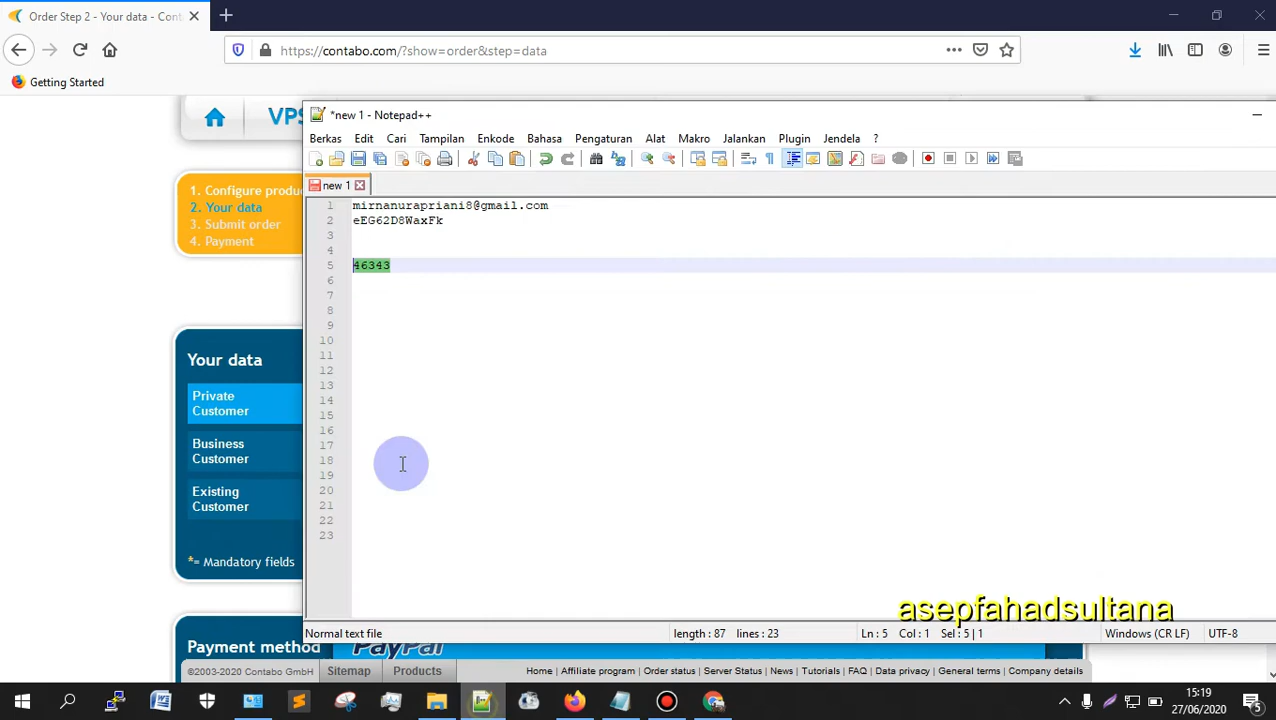 Order Step 2 - Your data - Cont
https://contabo.com/?show=order&step=data
Getting Started
VPS
1. Configure produ
2. Your data
3. Submit order
4. Payment
*new 1 - Notepad++
Berkas Edit Cari Tampilan Enkode Bahasa Pengaturan Alat Makro Jalankan Plugin Jendela ?
new 1
1 mirnanurapriani8@gmail.com
2 eEG62D8WaxFk
3
4
5 46343
6
7
8
9
10
11
12
13
14
15
16
17
18
19
20
21
22
23
Your data
Private
Customer
Business
Customer
Existing
Customer
*= Mandatory fields
asepfahadsultana
Normal text file length : 87 lines : 23 Ln : 5 Col : 1 Sel : 5 | 1 Windows (CR LF) UTF-8
Payment method
PayPal
©2003-2020 Contabo GmbH Sitemap Products Home | Affiliate program | Order status | Server Status | News | Tutorials | FAQ | Data privacy | General terms | Company details
15:19
27/06/2020
5